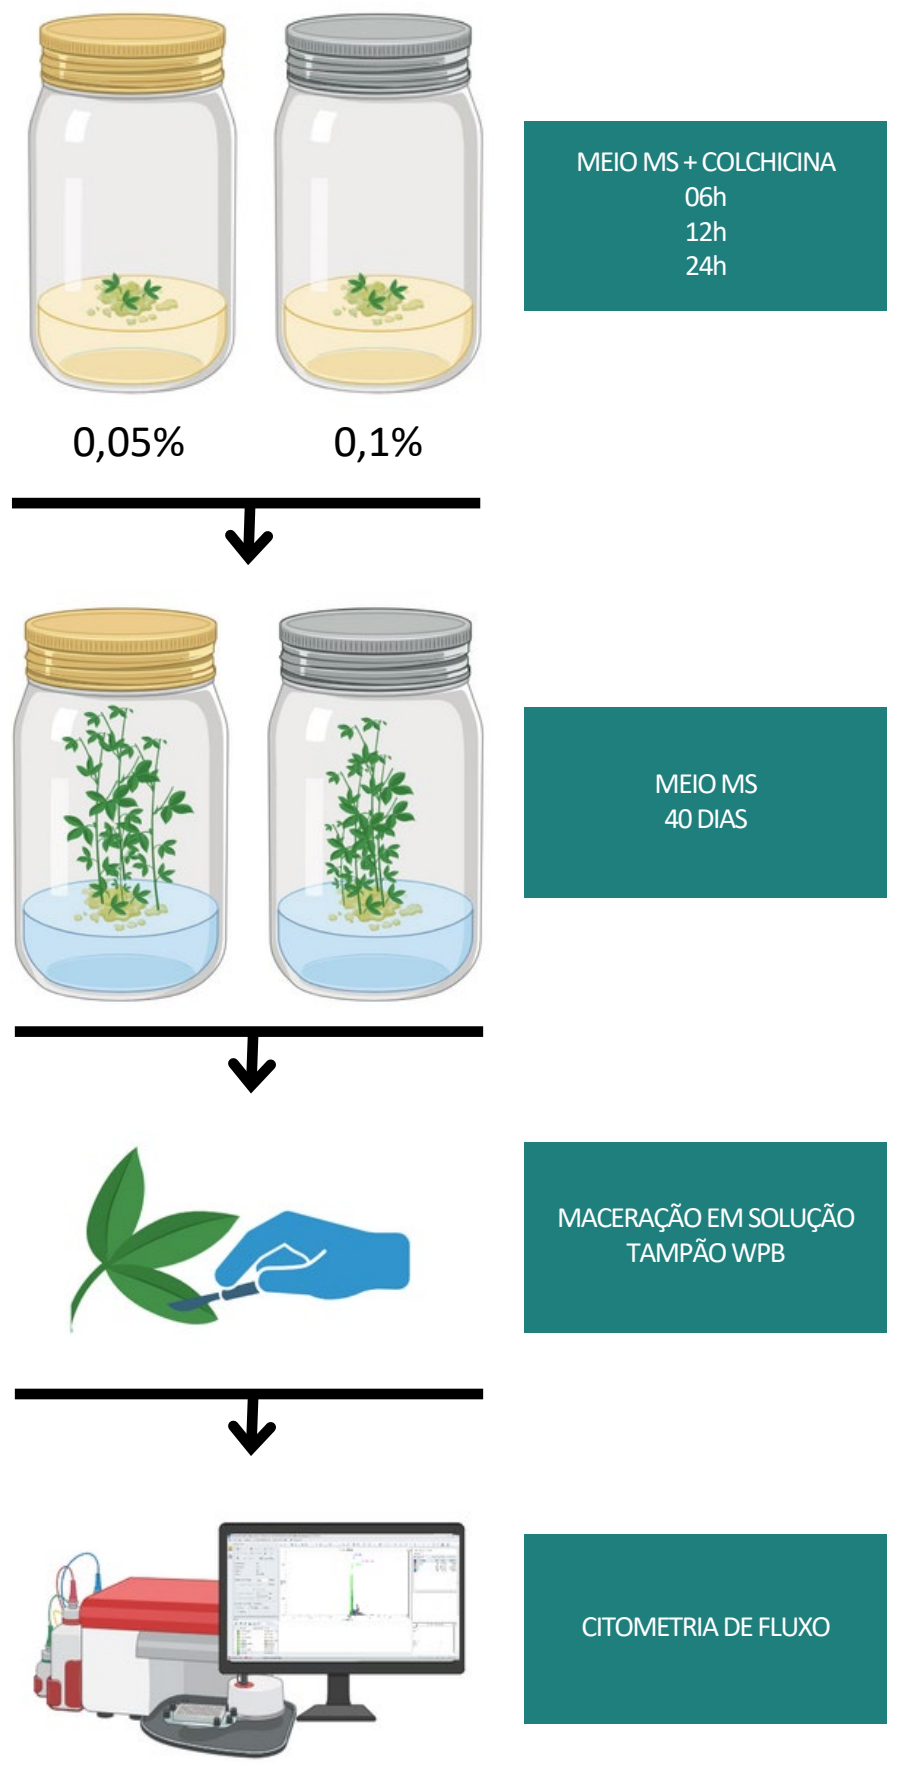 MEIO MS + COLCHICINA
06h
12h
24h
0,05%
0,1%
MEIO MS
40 DIAS
MACERAÇÃO EM SOLUÇÃO
TAMPÃO WPB
CITOMETRIA DE FLUXO